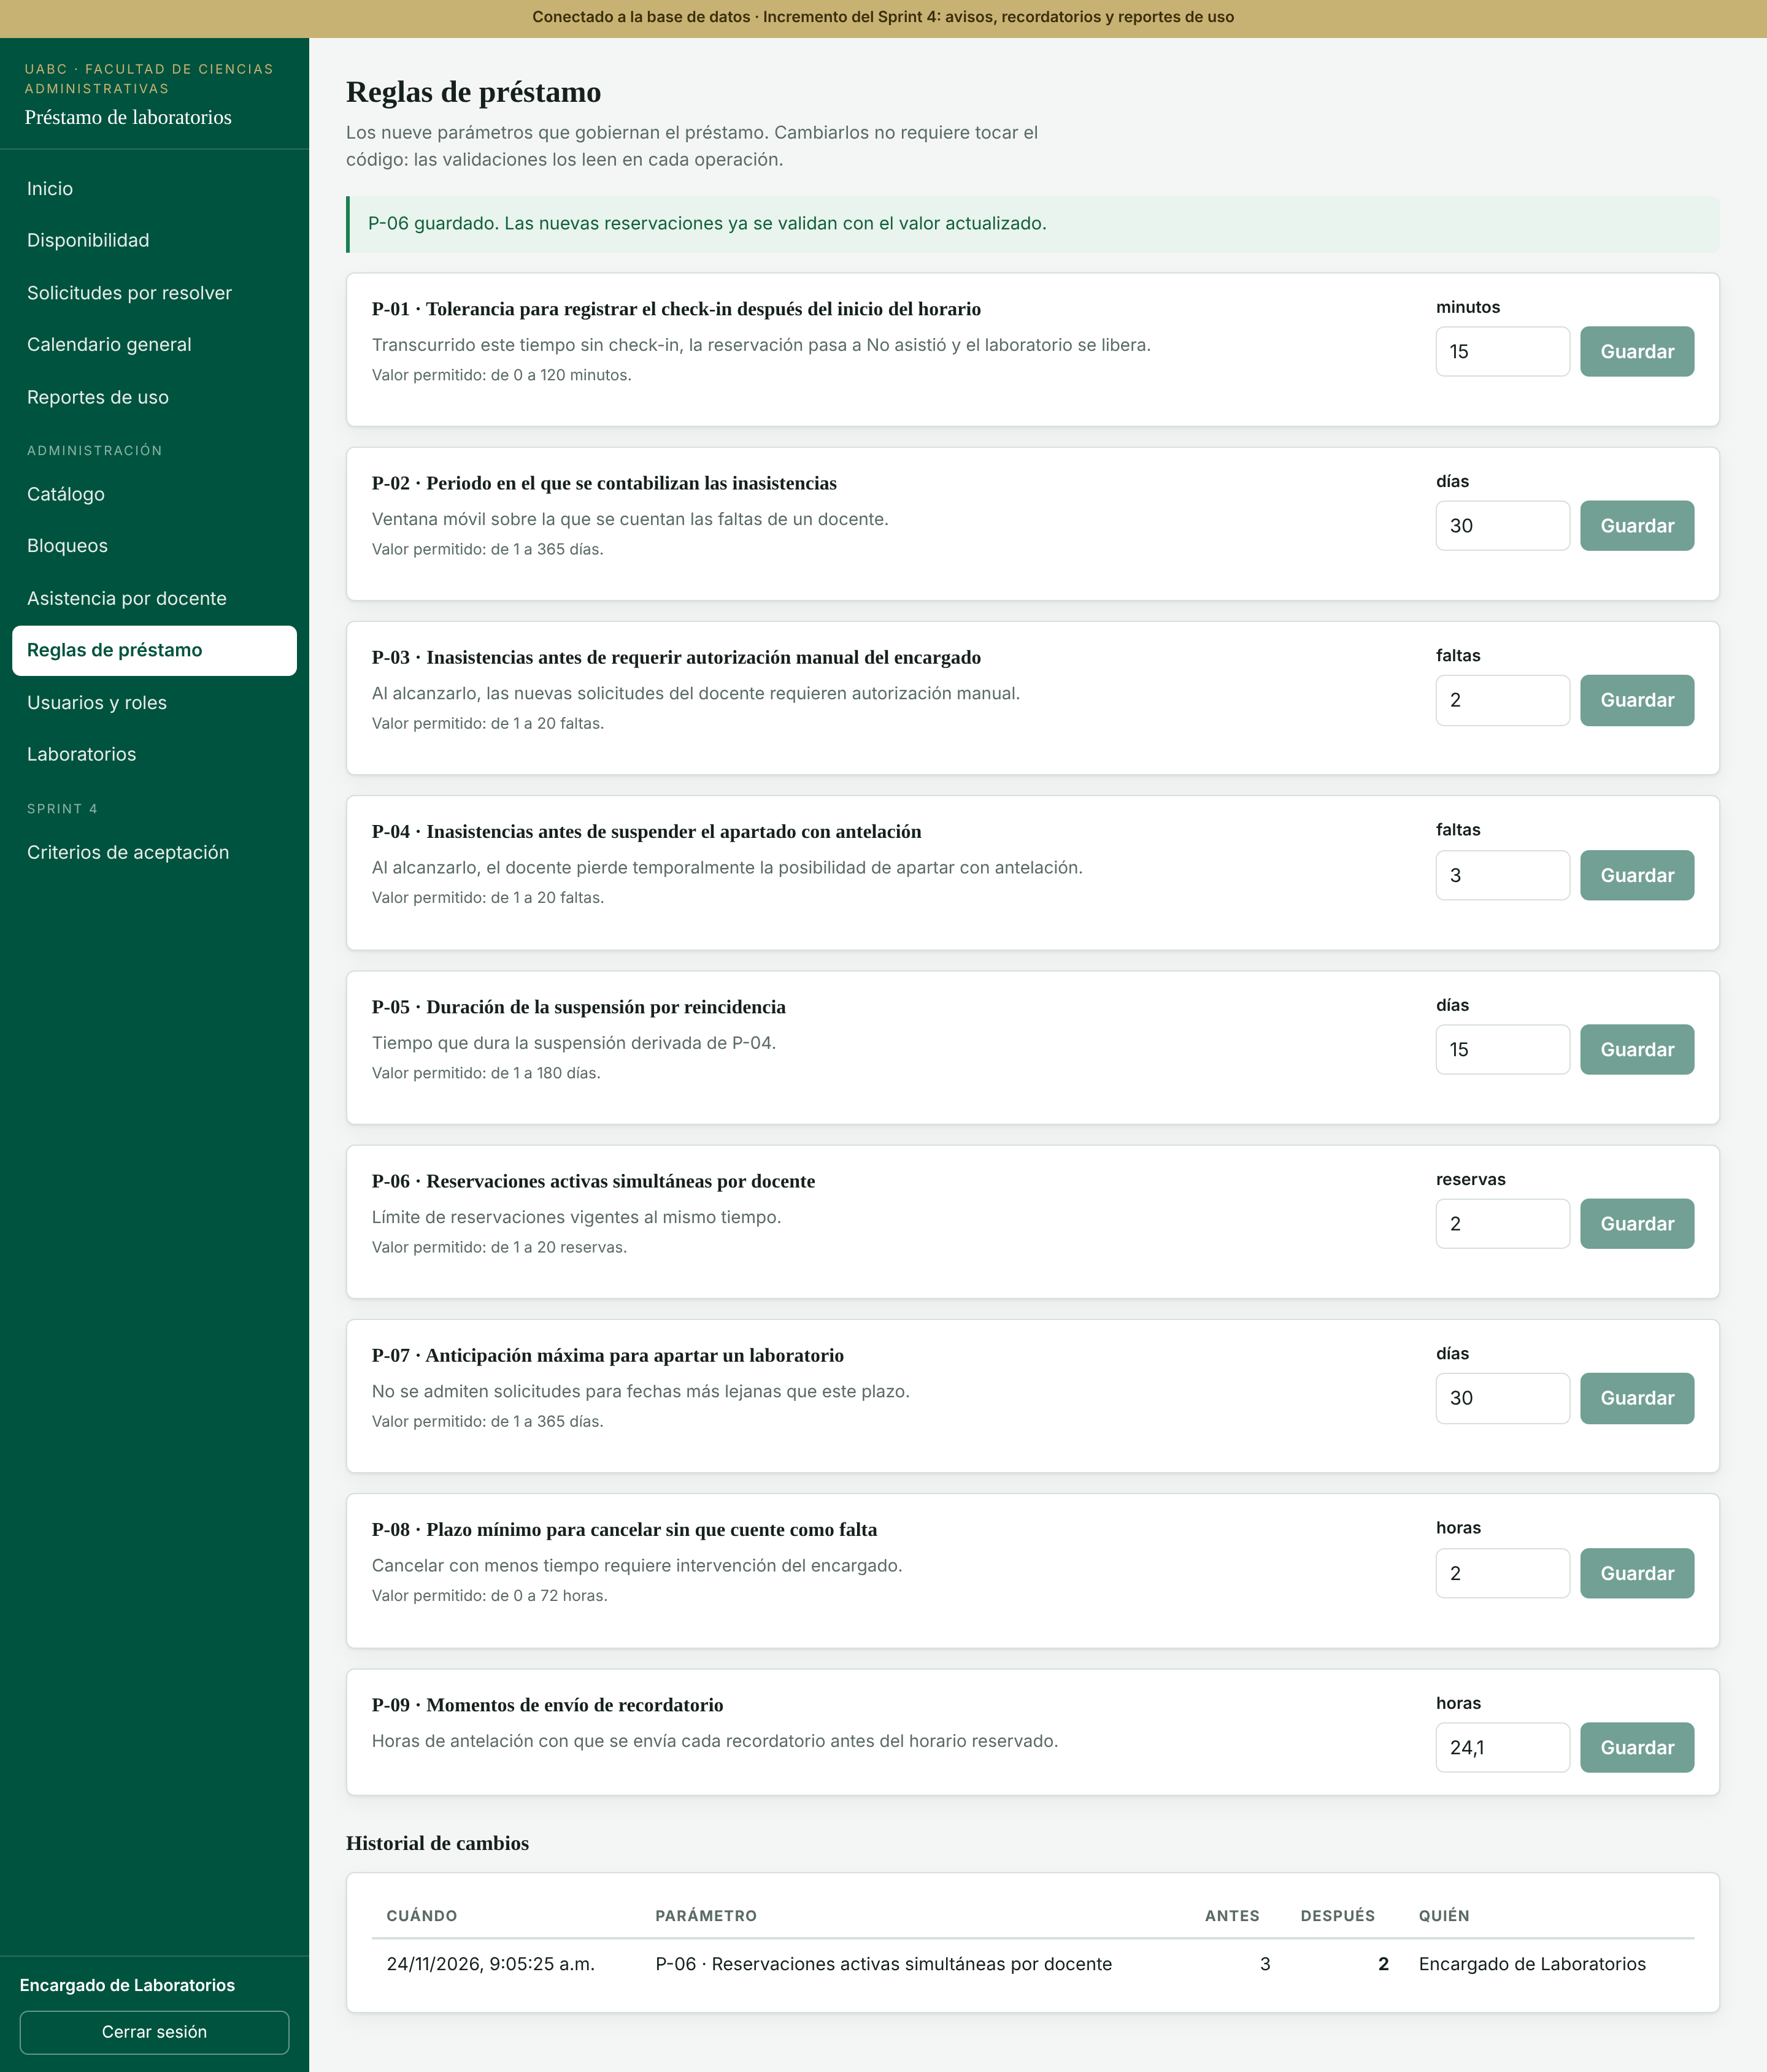 Conectado a la base de datos · Incremento del Sprint 4: avisos, recordatorios y reportes de uso
UABC · FACULTAD DE CIENCIAS
ADMINISTRATIVAS
Préstamo de laboratorios
Inicio
Disponibilidad
Solicitudes por resolver
Calendario general
Reportes de uso
ADMINISTRACIÓN
Catálogo
Bloqueos
Asistencia por docente
Reglas de préstamo
Usuarios y roles
Laboratorios
SPRINT 4
Criterios de aceptación
Encargado de Laboratorios
Cerrar sesión
Reglas de préstamo
Los nueve parámetros que gobiernan el préstamo. Cambiarlos no requiere tocar el
código: las validaciones los leen en cada operación.
P-06 guardado. Las nuevas reservaciones ya se validan con el valor actualizado.
P-01 · Tolerancia para registrar el check-in después del inicio del horario
Transcurrido este tiempo sin check-in, la reservación pasa a No asistió y el laboratorio se libera.
Valor permitido: de 0 a 120 minutos.
minutos
15 Guardar
P-02 · Periodo en el que se contabilizan las inasistencias
Ventana móvil sobre la que se cuentan las faltas de un docente.
Valor permitido: de 1 a 365 días.
días
30 Guardar
P-03 · Inasistencias antes de requerir autorización manual del encargado
Al alcanzarlo, las nuevas solicitudes del docente requieren autorización manual.
Valor permitido: de 1 a 20 faltas.
faltas
2 Guardar
P-04 · Inasistencias antes de suspender el apartado con antelación
Al alcanzarlo, el docente pierde temporalmente la posibilidad de apartar con antelación.
Valor permitido: de 1 a 20 faltas.
faltas
3 Guardar
P-05 · Duración de la suspensión por reincidencia
Tiempo que dura la suspensión derivada de P-04.
Valor permitido: de 1 a 180 días.
días
15 Guardar
P-06 · Reservaciones activas simultáneas por docente
Límite de reservaciones vigentes al mismo tiempo.
Valor permitido: de 1 a 20 reservas.
reservas
2 Guardar
P-07 · Anticipación máxima para apartar un laboratorio
No se admiten solicitudes para fechas más lejanas que este plazo.
Valor permitido: de 1 a 365 días.
días
30 Guardar
P-08 · Plazo mínimo para cancelar sin que cuente como falta
Cancelar con menos tiempo requiere intervención del encargado.
Valor permitido: de 0 a 72 horas.
horas
2 Guardar
P-09 · Momentos de envío de recordatorio
Horas de antelación con que se envía cada recordatorio antes del horario reservado.
horas
24,1 Guardar
Historial de cambios
CUÁNDO PARÁMETRO ANTES DESPUÉS QUIÉN
24/11/2026, 9:05:25 a.m. P-06 · Reservaciones activas simultáneas por docente 3 2 Encargado de Laboratorios